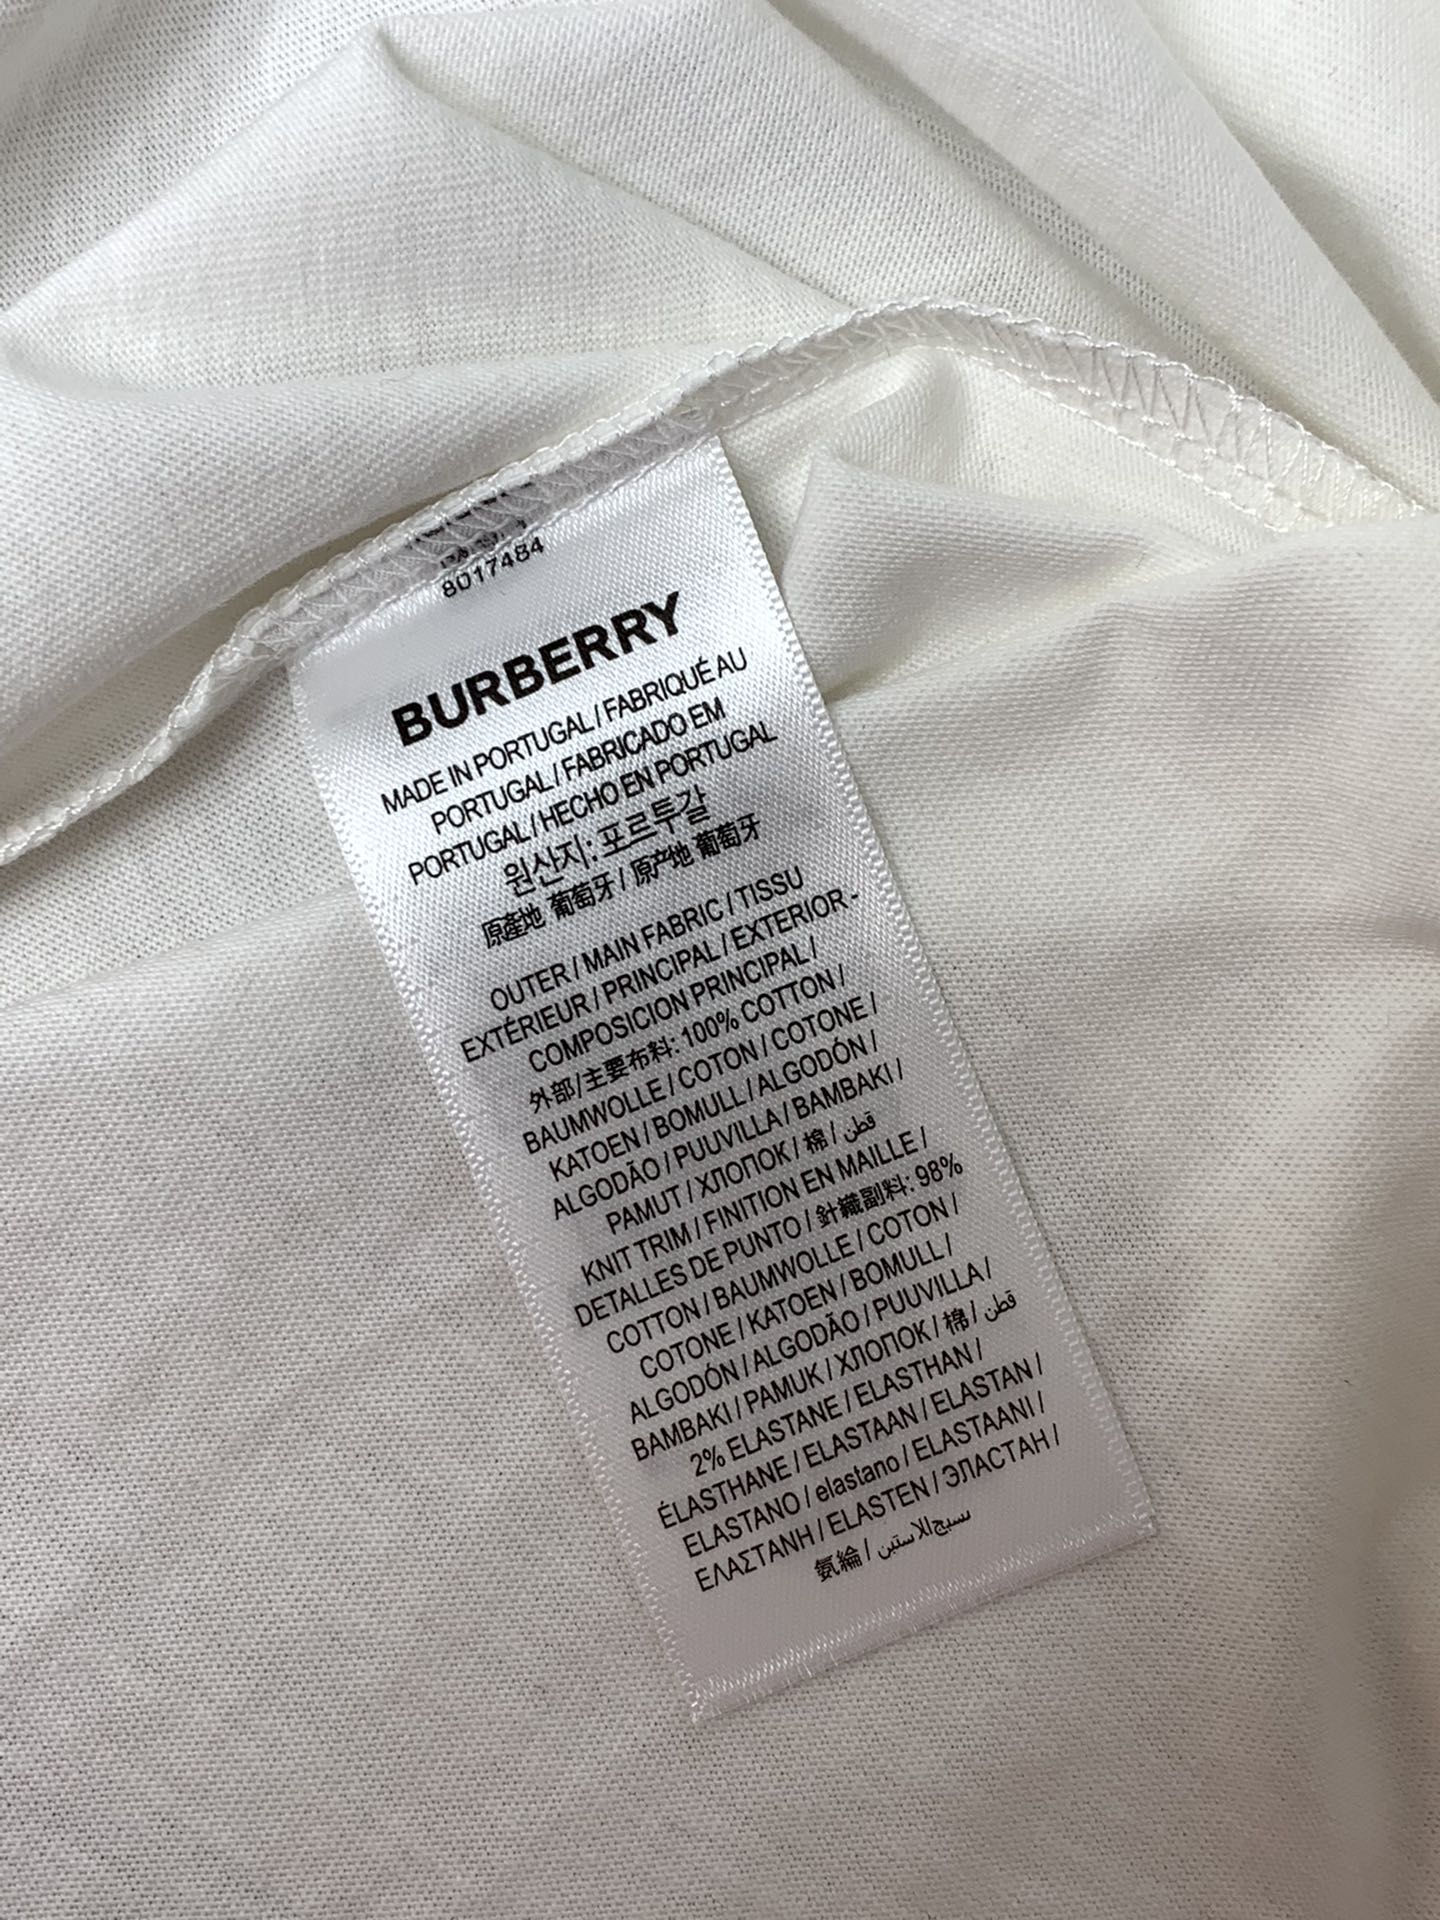 8017484
BURBERRY
MADE IN PORTUGAL / FABRIQUÉ AU
PORTUGAL / FABRICADO EM
PORTUGAL / HECHO EN PORTUGAL
원산지: 포르투갈
原產地 葡萄牙 / 原产地 葡萄牙
OUTER / MAIN FABRIC / TISSU
EXTÉRIEUR / PRINCIPAL / EXTERIOR -
COMPOSICION PRINCIPAL /
外部/主要布料: 100% COTTON /
BAUMWOLLE / COTON / COTONE /
KATOEN / BOMULL / ALGODÓN /
ALGODÃO / PUUVILLA / ΒΑΜΒΑΚΙ /
PAMUT / ХЛОПОК / 棉 / قطن
KNIT TRIM / FINITION EN MAILLE /
DETALLES DE PUNTO / 針織副料: 98%
COTTON / BAUMWOLLE / COTON /
COTONE / KATOEN / BOMULL /
ALGODÓN / ALGODÃO / PUUVILLA /
ΒΑΜΒΑΚΙ / PAMUK / ХЛОПОК / 棉 / قطن
2% ELASTANE / ELASTHAN /
ÉLASTHANE / ELASTAAN / ELASTAN /
ELASTANO / elastano / ELASTAANI /
ΕΛΑΣΤΑΝΗ / ELASTEN / ЭЛАСТАН /
氨綸 / نسيج الاستين